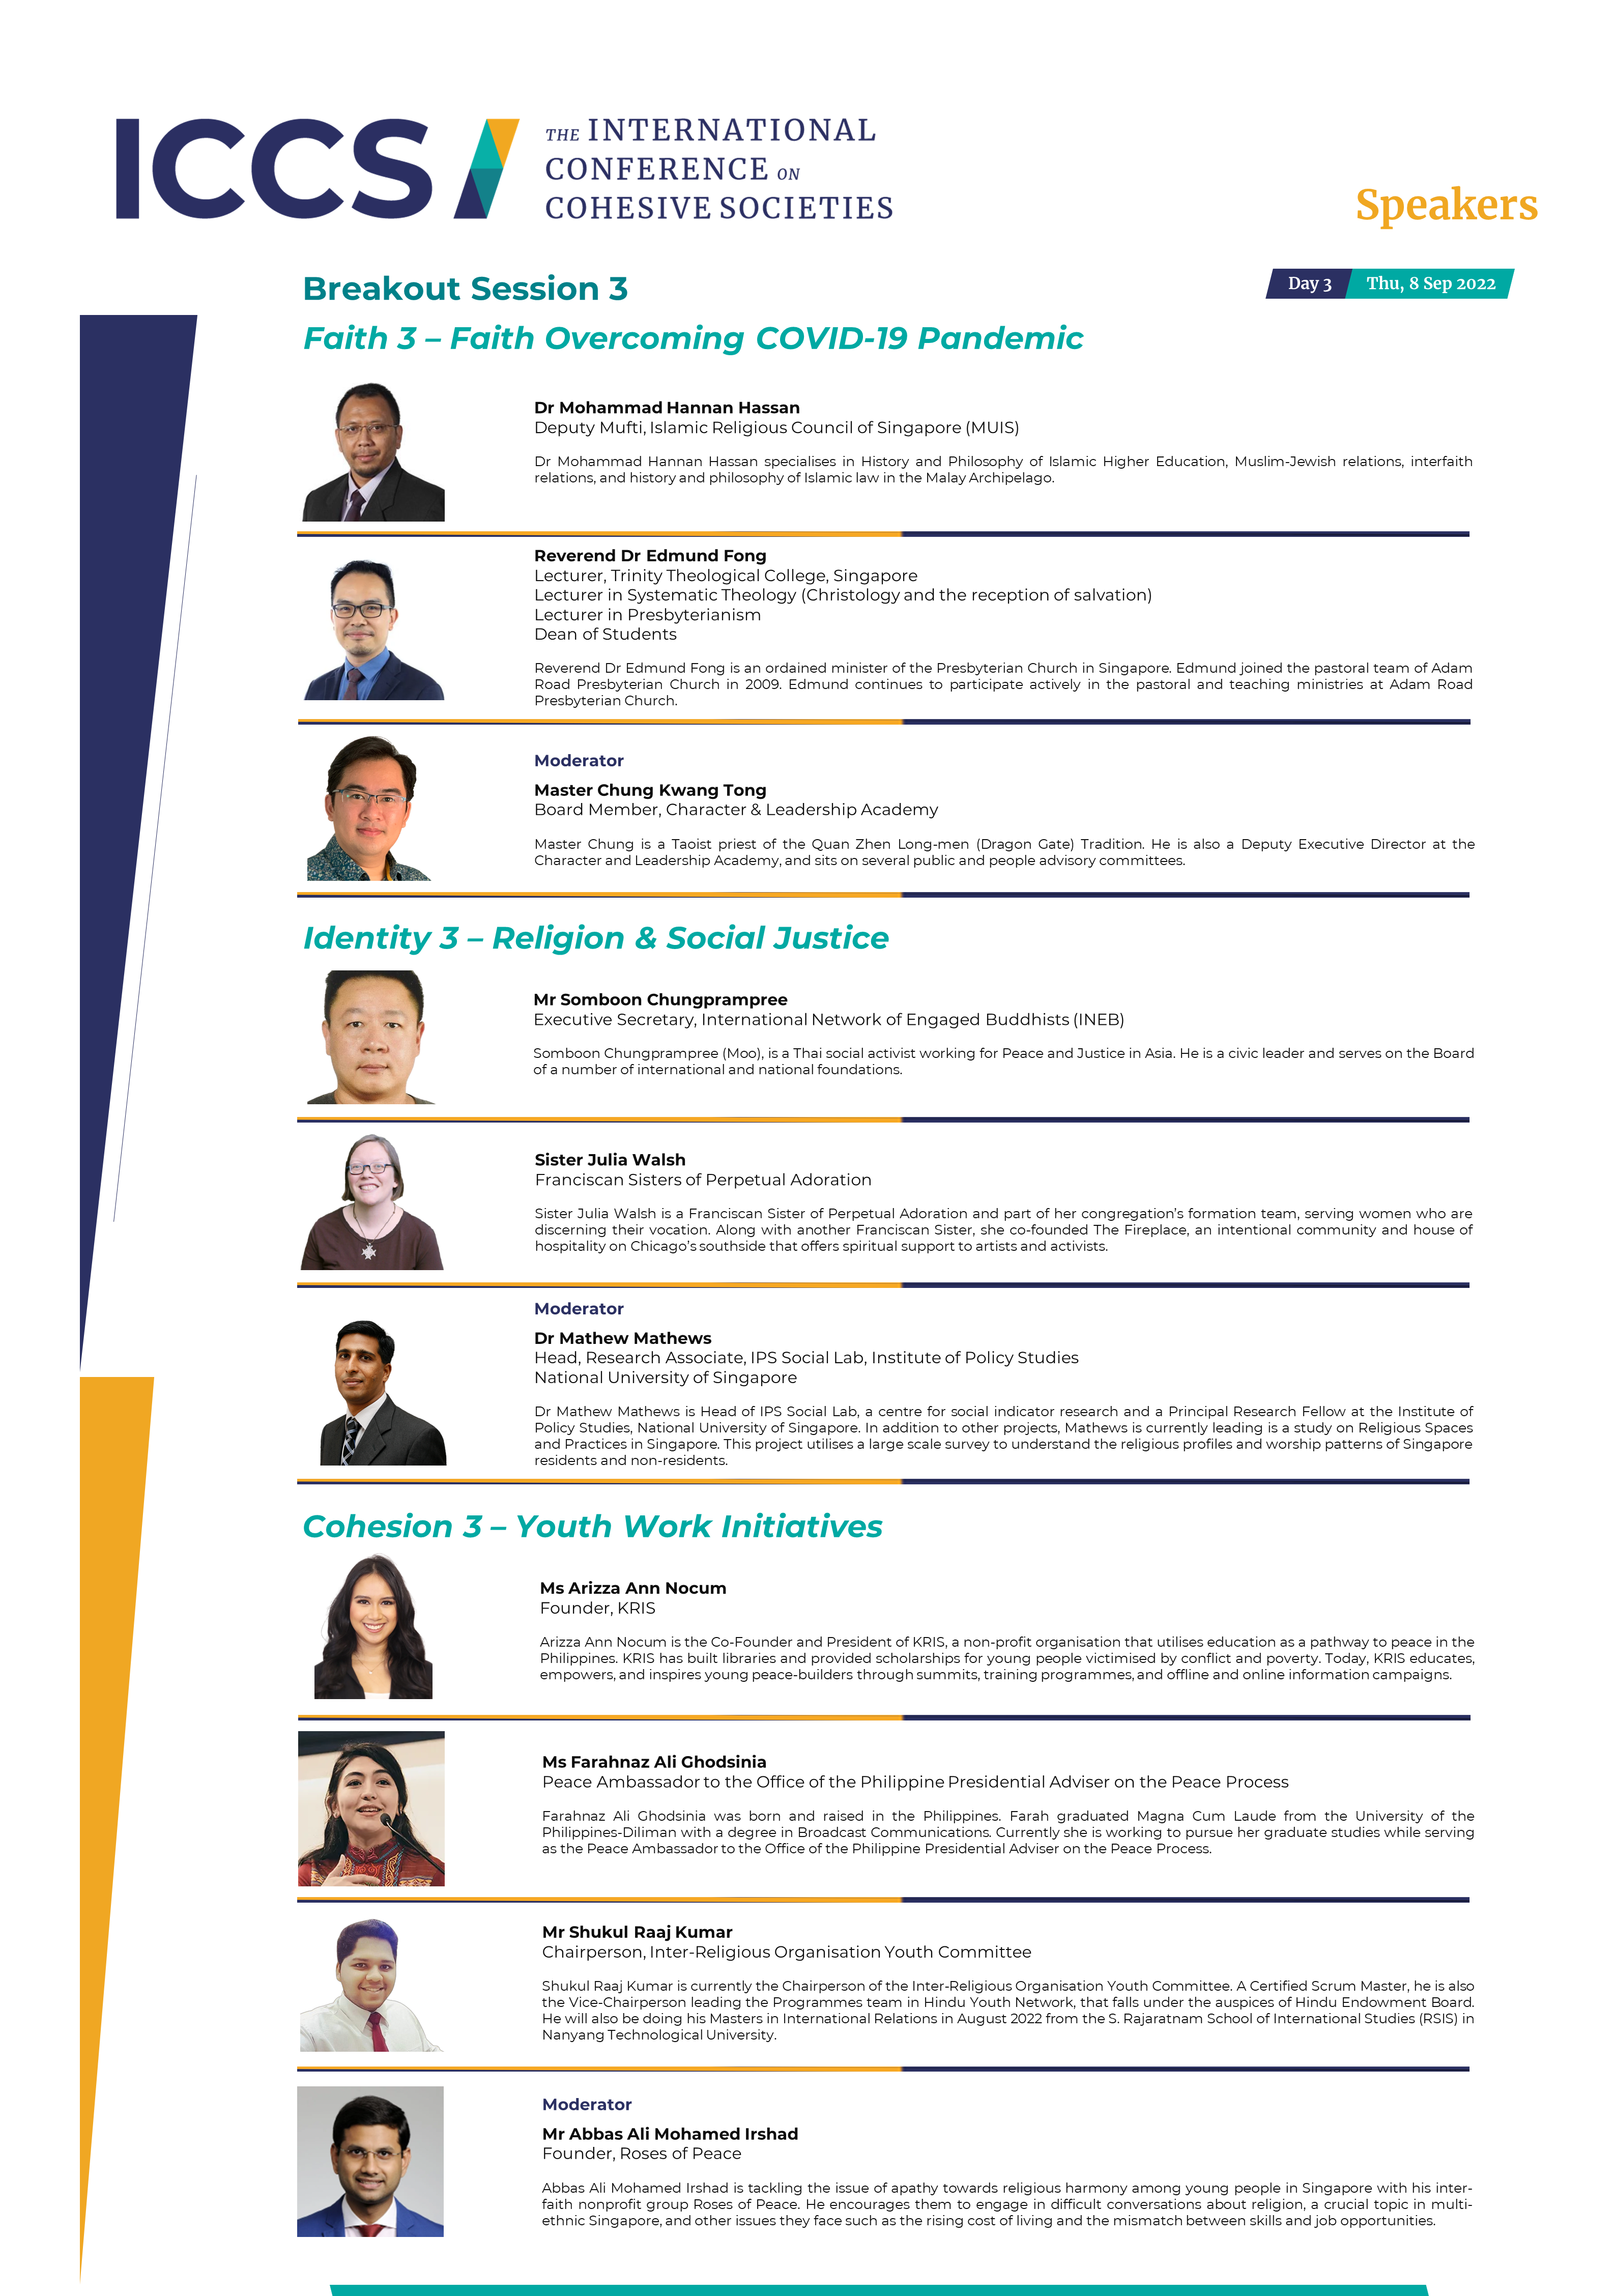 ICCS
THE INTERNATIONAL
CONFERENCE ON
COHESIVE SOCIETIES
Speakers
Breakout Session 3
Day 3 Thu, 8 Sep 2022
Faith 3 – Faith Overcoming COVID-19 Pandemic
Dr Mohammad Hannan Hassan
Deputy Mufti, Islamic Religious Council of Singapore (MUIS)
Dr Mohammad Hannan Hassan specialises in History and Philosophy of Islamic Higher Education, Muslim-Jewish relations, interfaith
relations, and history and philosophy of Islamic law in the Malay Archipelago.
Reverend Dr Edmund Fong
Lecturer, Trinity Theological College, Singapore
Lecturer in Systematic Theology (Christology and the reception of salvation)
Lecturer in Presbyterianism
Dean of Students
Reverend Dr Edmund Fong is an ordained minister of the Presbyterian Church in Singapore. Edmund joined the pastoral team of Adam
Road Presbyterian Church in 2009. Edmund continues to participate actively in the pastoral and teaching ministries at Adam Road
Presbyterian Church.
Moderator
Master Chung Kwang Tong
Board Member, Character & Leadership Academy
Master Chung is a Taoist priest of the Quan Zhen Long-men (Dragon Gate) Tradition. He is also a Deputy Executive Director at the
Character and Leadership Academy, and sits on several public and people advisory committees.
Identity 3 – Religion & Social Justice
Mr Somboon Chungprampree
Executive Secretary, International Network of Engaged Buddhists (INEB)
Somboon Chungprampree (Moo), is a Thai social activist working for Peace and Justice in Asia. He is a civic leader and serves on the Board
of a number of international and national foundations.
Sister Julia Walsh
Franciscan Sisters of Perpetual Adoration
Sister Julia Walsh is a Franciscan Sister of Perpetual Adoration and part of her congregation's formation team, serving women who are
discerning their vocation. Along with another Franciscan Sister, she co-founded The Fireplace, an intentional community and house of
hospitality on Chicago's southside that offers spiritual support to artists and activists.
Moderator
Dr Mathew Mathews
Head, Research Associate, IPS Social Lab, Institute of Policy Studies
National University of Singapore
Dr Mathew Mathews is Head of IPS Social Lab, a centre for social indicator research and a Principal Research Fellow at the Institute of
Policy Studies, National University of Singapore. In addition to other projects, Mathews is currently leading is a study on Religious Spaces
and Practices in Singapore. This project utilises a large scale survey to understand the religious profiles and worship patterns of Singapore
residents and non-residents.
Cohesion 3 – Youth Work Initiatives
Ms Arizza Ann Nocum
Founder, KRIS
Arizza Ann Nocum is the Co-Founder and President of KRIS, a non-profit organisation that utilises education as a pathway to peace in the
Philippines. KRIS has built libraries and provided scholarships for young people victimised by conflict and poverty. Today, KRIS educates,
empowers, and inspires young peace-builders through summits, training programmes, and offline and online information campaigns.
Ms Farahnaz Ali Ghodsinia
Peace Ambassador to the Office of the Philippine Presidential Adviser on the Peace Process
Farahnaz Ali Ghodsinia was born and raised in the Philippines. Farah graduated Magna Cum Laude from the University of the
Philippines-Diliman with a degree in Broadcast Communications. Currently she is working to pursue her graduate studies while serving
as the Peace Ambassador to the Office of the Philippine Presidential Adviser on the Peace Process.
Mr Shukul Raaj Kumar
Chairperson, Inter-Religious Organisation Youth Committee
Shukul Raaj Kumar is currently the Chairperson of the Inter-Religious Organisation Youth Committee. A Certified Scrum Master, he is also
the Vice-Chairperson leading the Programmes team in Hindu Youth Network, that falls under the auspices of Hindu Endowment Board.
He will also be doing his Masters in International Relations in August 2022 from the S. Rajaratnam School of International Studies (RSIS) in
Nanyang Technological University.
Moderator
Mr Abbas Ali Mohamed Irshad
Founder, Roses of Peace
Abbas Ali Mohamed Irshad is tackling the issue of apathy towards religious harmony among young people in Singapore with his inter-
faith nonprofit group Roses of Peace. He encourages them to engage in difficult conversations about religion, a crucial topic in multi-
ethnic Singapore, and other issues they face such as the rising cost of living and the mismatch between skills and job opportunities.